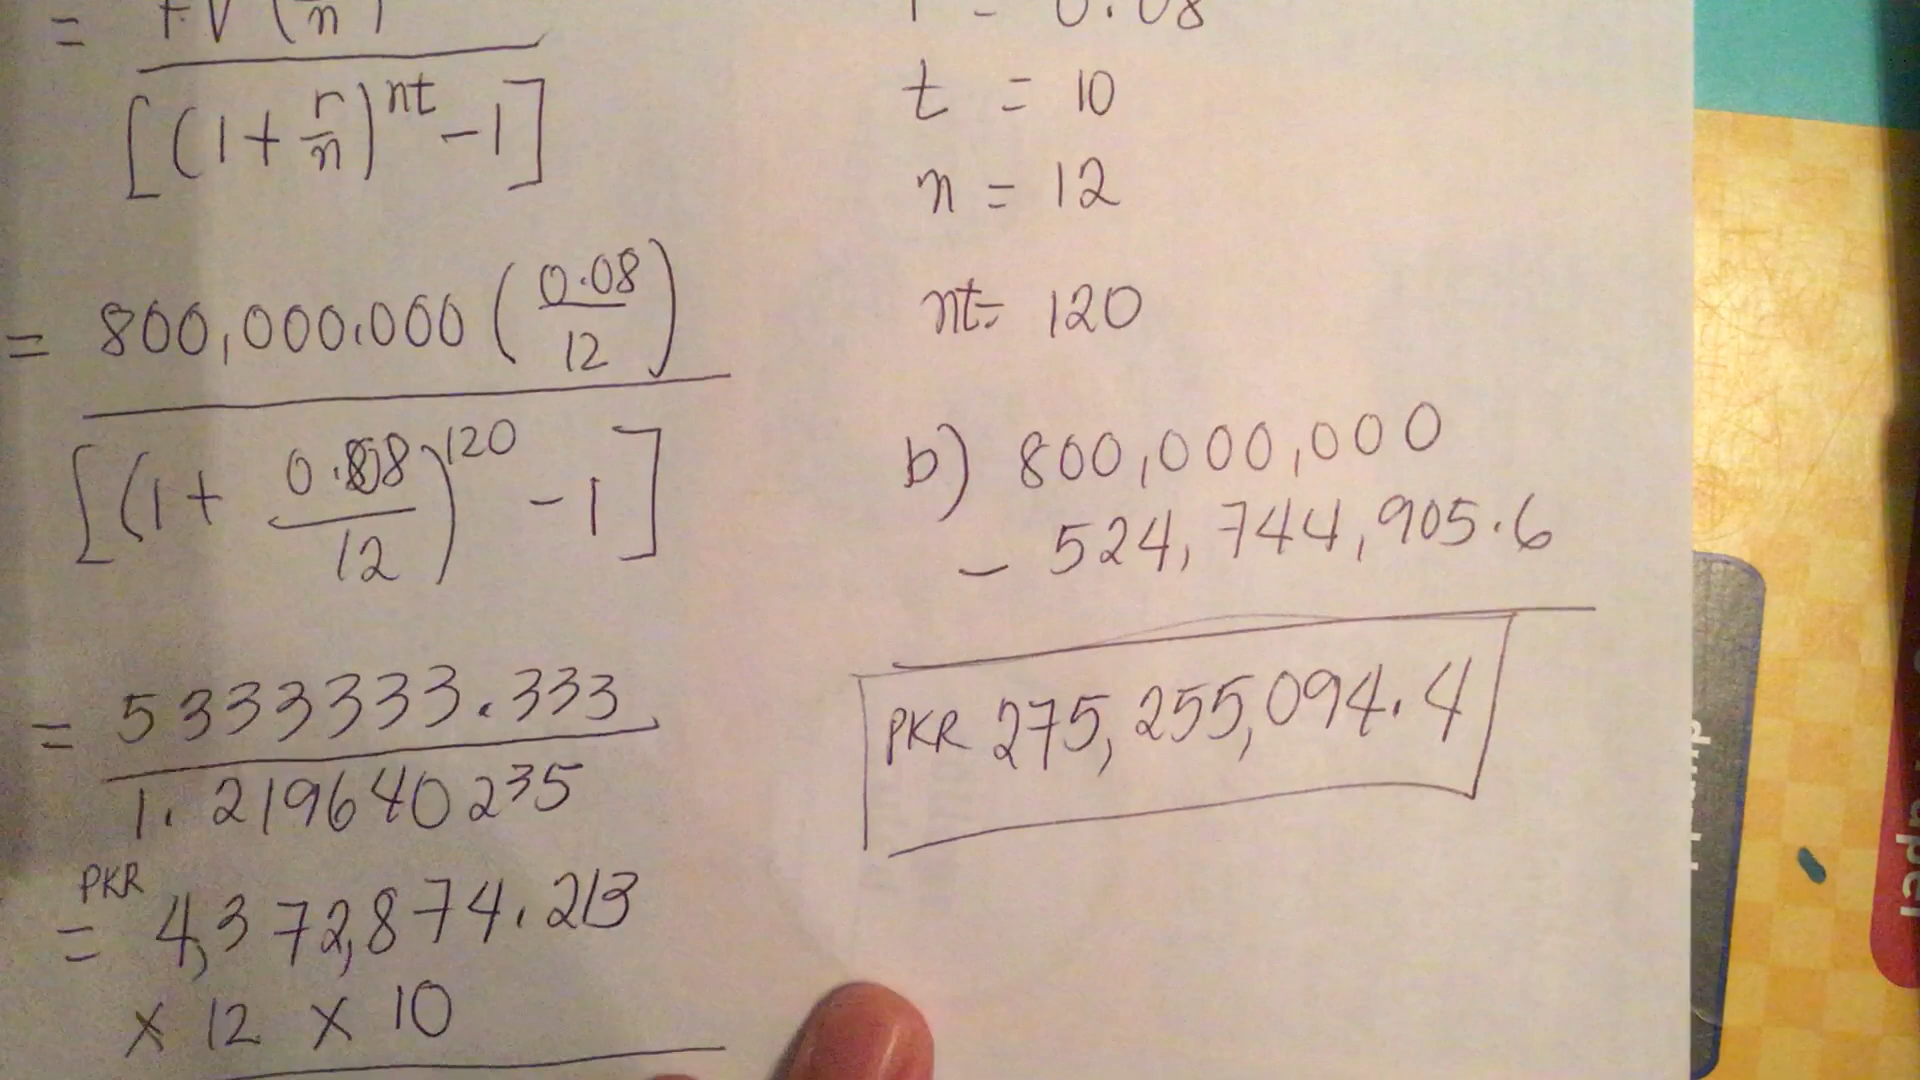 = FV (r/n)
[(1 + r/n)^nt - 1]
= 800,000.000 (0.08/12)
[(1 + 0.08/12)^120 - 1]
= 5333333.333
1.219640235
PKR
= 4,372,874.213
× 12 × 10
r = 0.08
t = 10
n = 12
nt= 120
b) 800,000,000
- 524,744,905.6
PKR 275,255,094.4